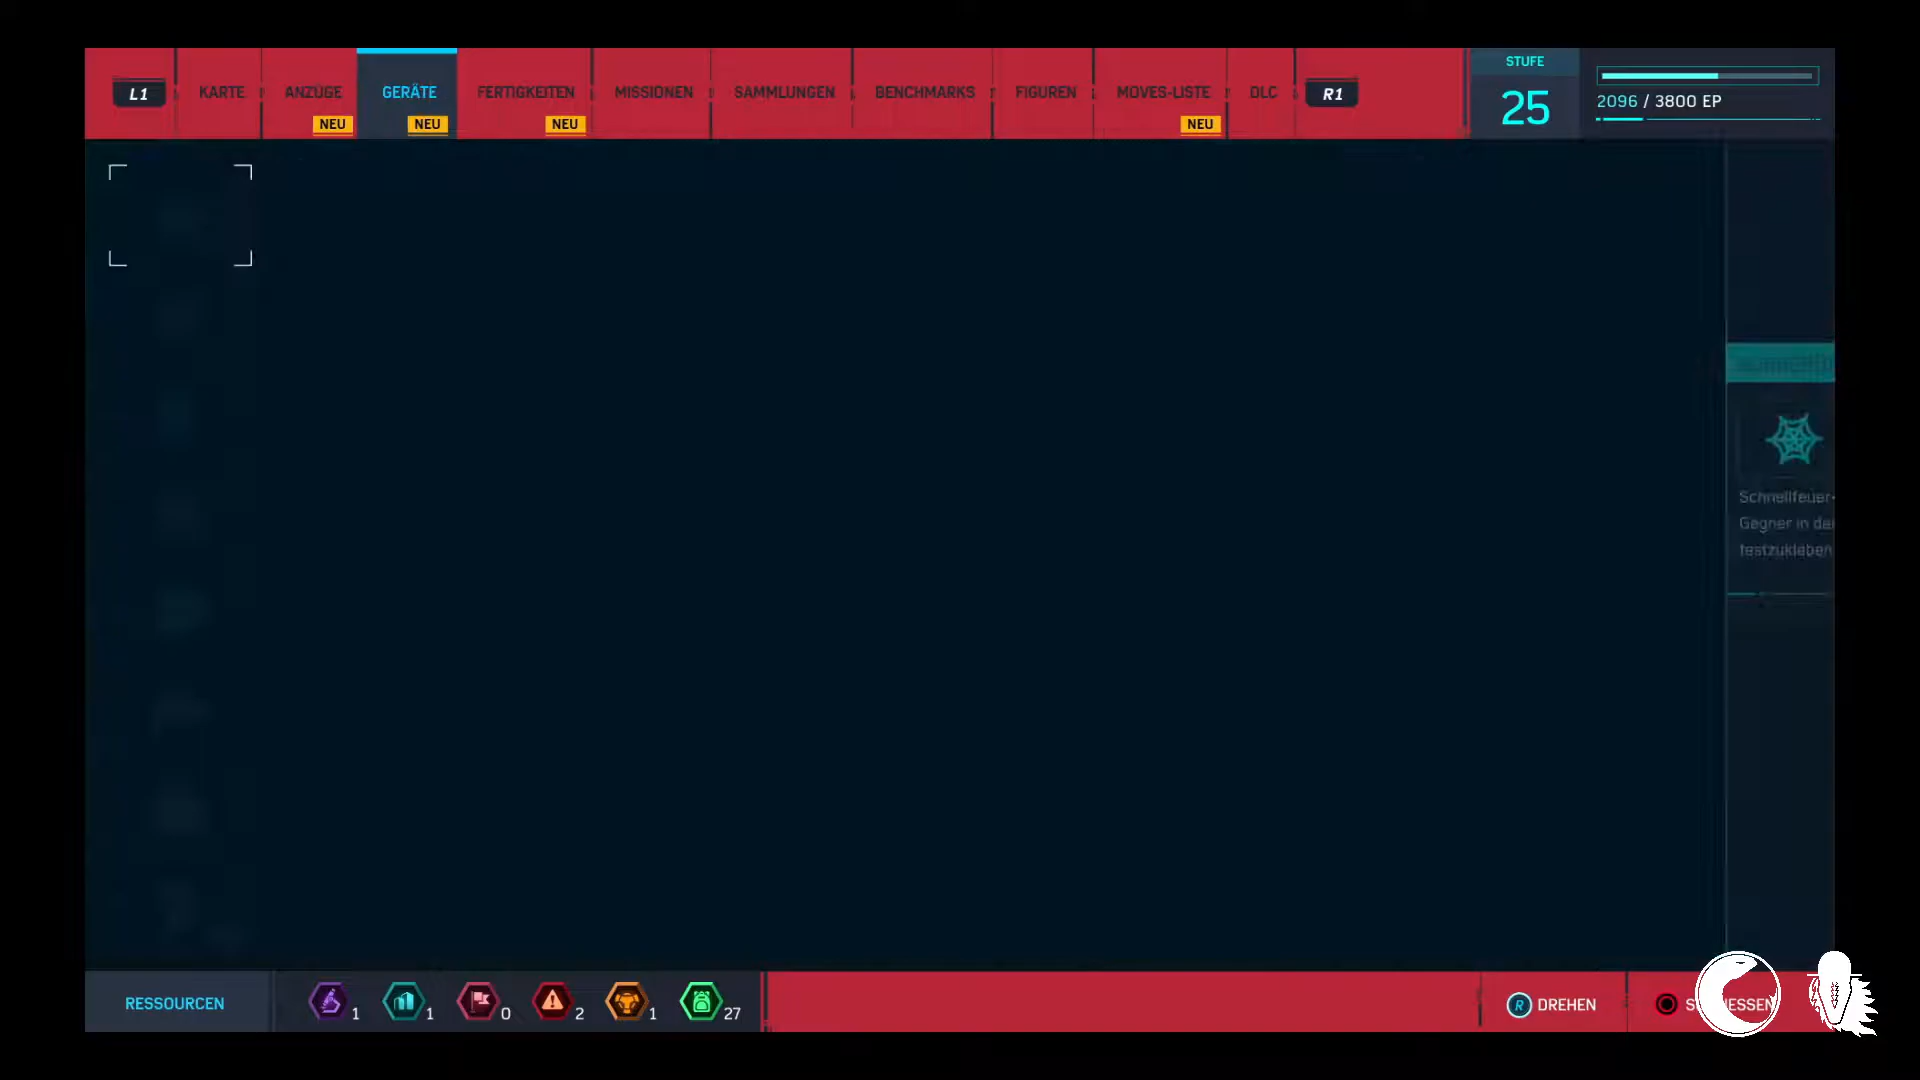 L1 KARTE ANZÜGE GERÄTE FERTIGKEITEN MISSIONEN SAMMLUNGEN BENCHMARKS FIGUREN MOVES-LISTE DLC R1
NEU NEU NEU NEU
STUFE
25
2096 / 3800 EP
Schnellfeuer-
Gegner in de
festzukleben
RESSOURCEN 1 1 0 2 1 27
R DREHEN